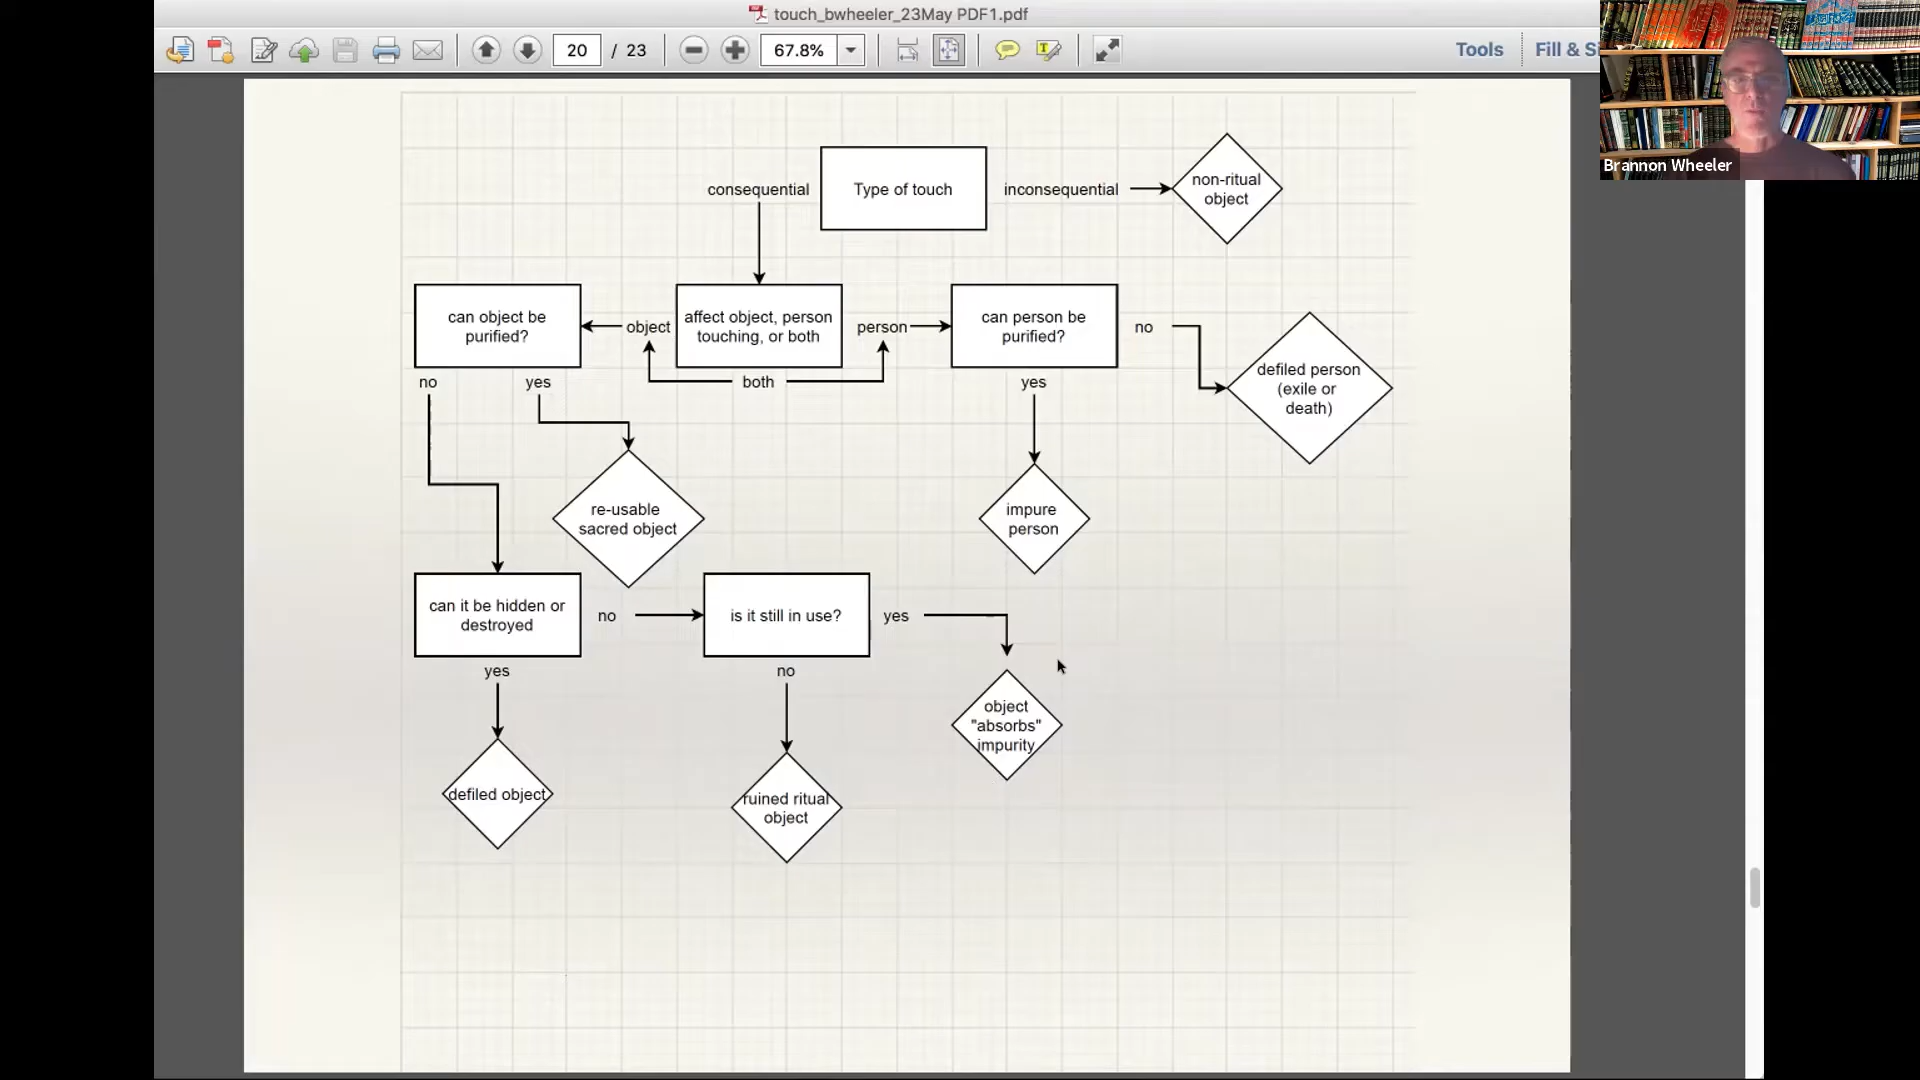 touch_bwheeler_23May PDF1.pdf
20 / 23
67.8%
Tools
Fill & S
Brannon Wheeler
consequential
Type of touch
inconsequential
non-ritual
object
can object be
purified?
object
affect object, person
touching, or both
person
can person be
purified?
no
both
defiled person
(exile or
death)
no
yes
yes
re-usable
sacred object
impure
person
can it be hidden or
destroyed
no
is it still in use?
yes
yes
no
object
"absorbs"
impurity
defiled object
ruined ritual
object